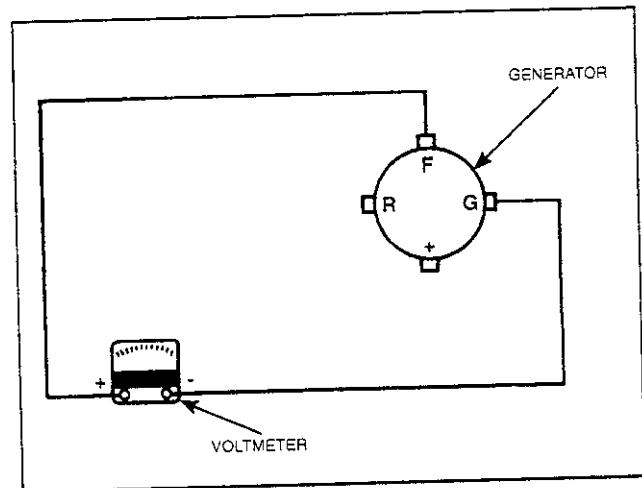 GENERATOR
F
R G
+
+ -
VOLTMETER